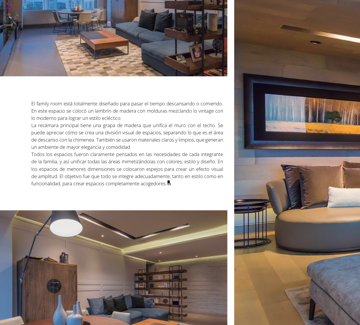 El family room está totalmente diseñado para pasar el tiempo descansando o comiendo.
En este espacio se colocó un lambrin de madera con molduras mezclando lo vintage con
lo moderno para lograr un estilo ecléctico.
La recámara principal tiene una grapa de madera que unifica el muro con el techo. Se
puede apreciar cómo se crea una división visual de espacios, separando lo que es el área
de descanso con la chimenea. También se usaron materiales claros y limpios, que generan
un ambiente de mayor elegancia y comodidad.
Todos los espacios fueron claramente pensados en las necesidades de cada integrante
de la familia, y así unificar todas las áreas mimetizándolas con colores, estilo y diseño. En
los espacios de menores dimensiones se colocaron espejos para crear un efecto visual
de amplitud. El objetivo fue que todo se integre adecuadamente, tanto en estilo como en
funcionalidad, para crear espacios completamente acogedores.